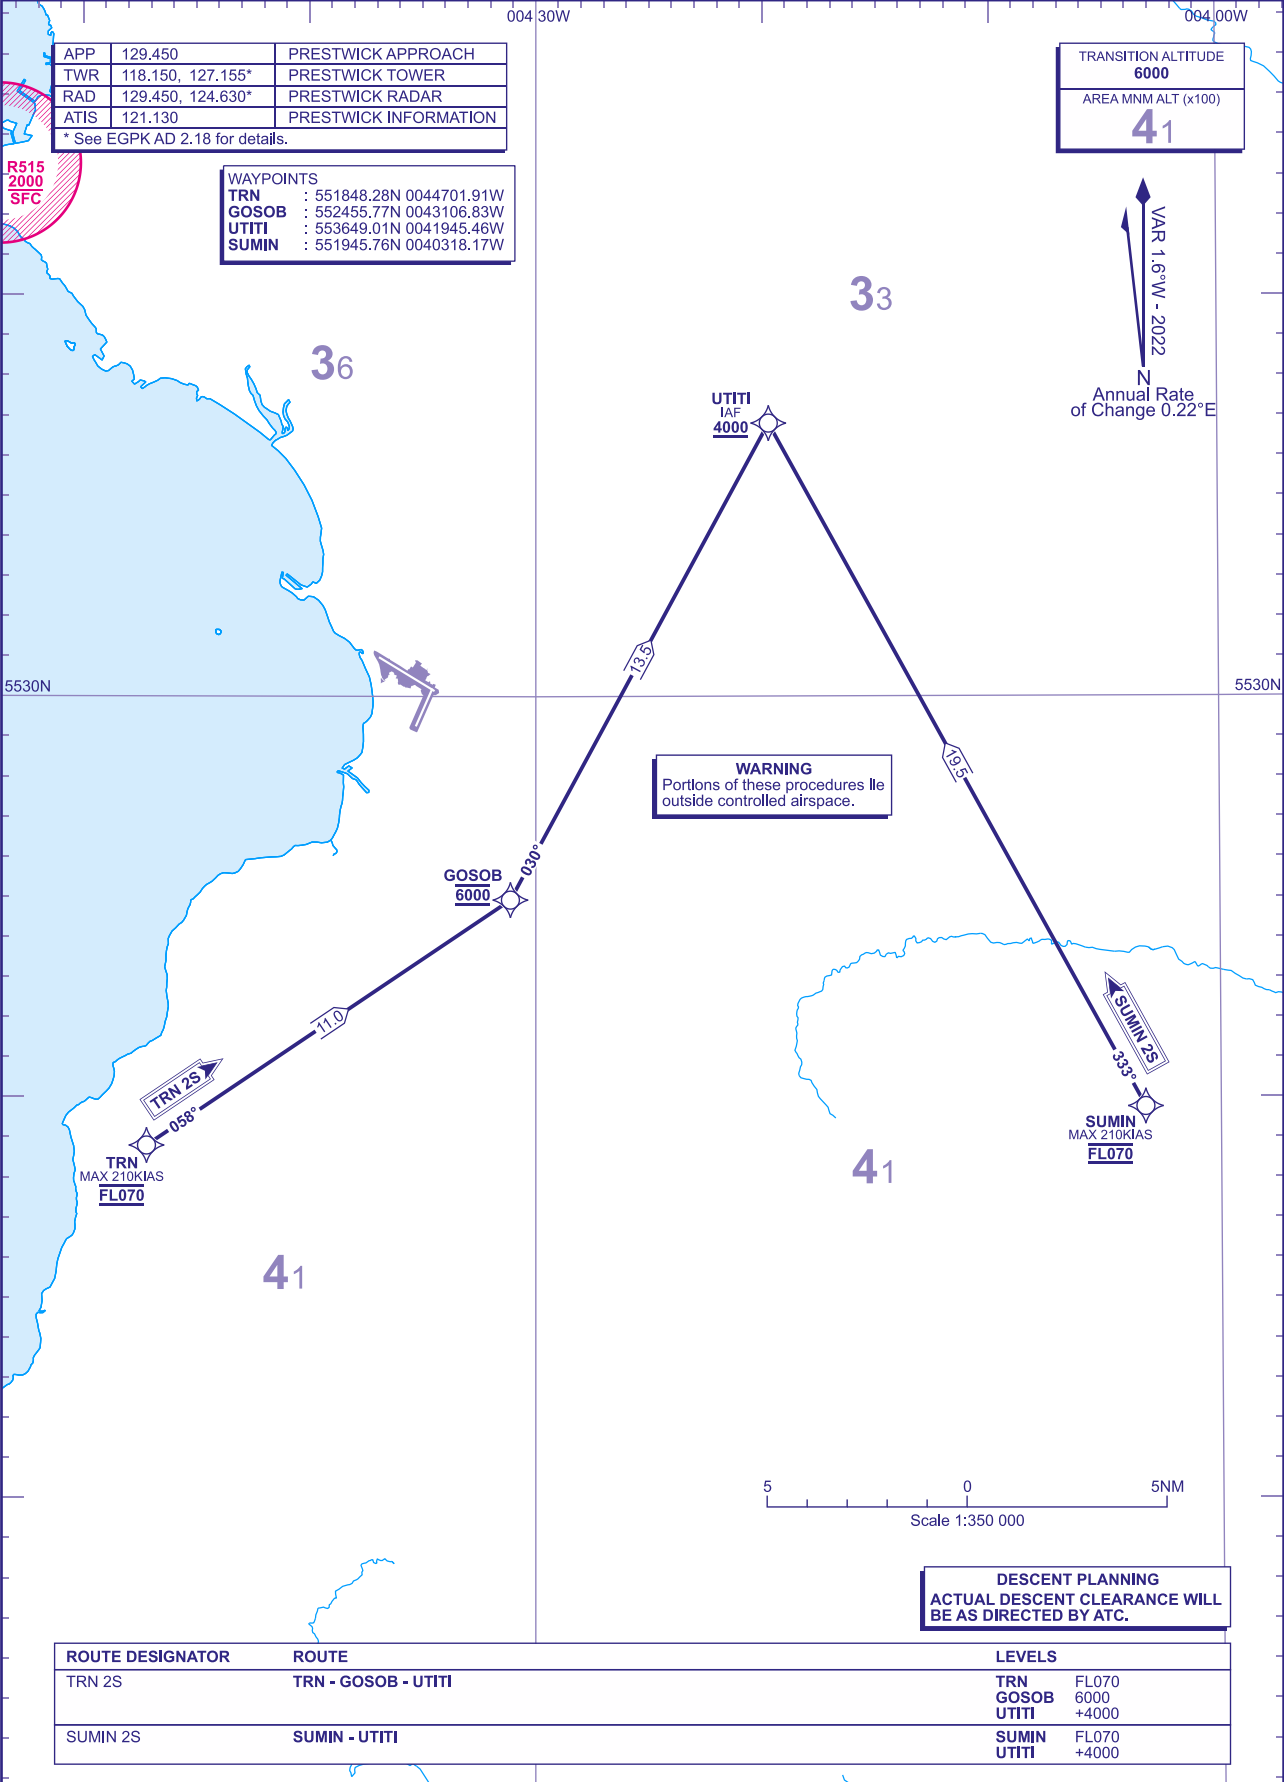 004 30W
004 00W
APP 129.450 PRESTWICK APPROACH
TWR 118.150, 127.155* PRESTWICK TOWER
RAD 129.450, 124.630* PRESTWICK RADAR
ATIS 121.130 PRESTWICK INFORMATION
* See EGPK AD 2.18 for details.
TRANSITION ALTITUDE
6000
AREA MNM ALT (x100)
41
R515
2000
SFC
WAYPOINTS
TRN : 551848.28N 0044701.91W
GOSOB : 552455.77N 0043106.83W
UTITI : 553649.01N 0041945.46W
SUMIN : 551945.76N 0040318.17W
VAR 1.6°W - 2022
N
Annual Rate
of Change 0.22°E
33
36
UTITI
IAF
4000
13.5
5530N
5530N
WARNING
Portions of these procedures lie
outside controlled airspace.
19.5
030°
GOSOB
6000
11.0
TRN 2S
058°
TRN
MAX 210KIAS
FL070
SUMIN 2S
333°
SUMIN
MAX 210KIAS
FL070
41
41
5 0 5NM
Scale 1:350 000
DESCENT PLANNING
ACTUAL DESCENT CLEARANCE WILL
BE AS DIRECTED BY ATC.
ROUTE DESIGNATOR ROUTE LEVELS
TRN 2S TRN - GOSOB - UTITI TRN FL070
GOSOB 6000
UTITI +4000
SUMIN 2S SUMIN - UTITI SUMIN FL070
UTITI +4000